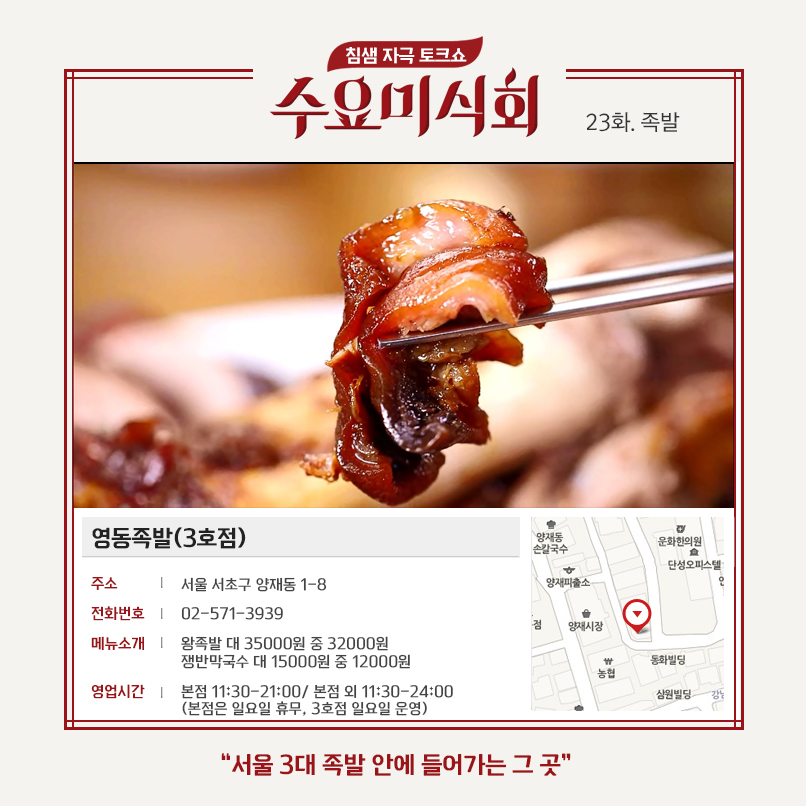 침샘 자극 토크쇼
수요미식회
23화. 족발
영동족발(3호점)
주소 | 서울 서초구 양재동 1-8
전화번호 | 02-571-3939
메뉴소개 | 왕족발 대 35000원 중 32000원
쟁반막국수 대 15000원 중 12000원
영업시간 | 본점 11:30-21:00/ 본점 외 11:30-24:00
(본점은 일요일 휴무, 3호점 일요일 운영)
양재동
손칼국수
운화한의원
단성오피스텔
양재피출소
점
양재시장
동화빌딩
농협
삼원빌딩
강남
“서울 3대 족발 안에 들어가는 그 곳”